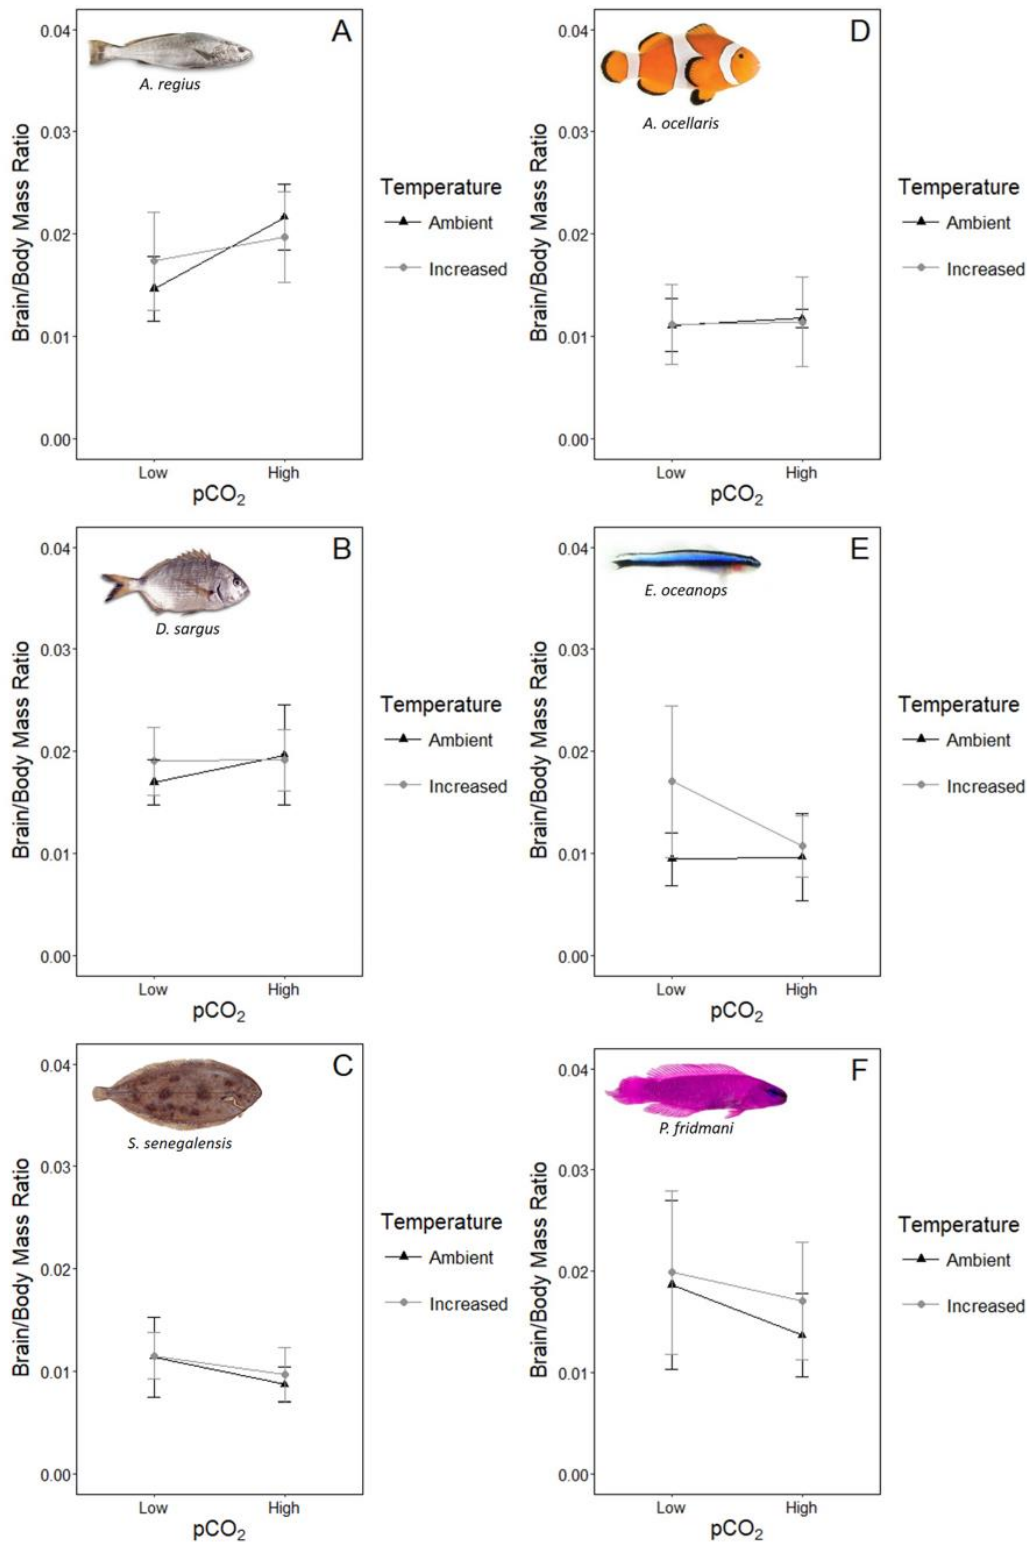 A
A. regius
0.04
0.03
0.02
0.01
0.00
Brain/Body Mass Ratio
Low High
pCO2
Temperature
Ambient
Increased
D
A. ocellaris
0.04
0.03
0.02
0.01
0.00
Brain/Body Mass Ratio
Low High
pCO2
Temperature
Ambient
Increased
B
D. sargus
0.04
0.03
0.02
0.01
0.00
Brain/Body Mass Ratio
Low High
pCO2
Temperature
Ambient
Increased
E
E. oceanops
0.04
0.03
0.02
0.01
0.00
Brain/Body Mass Ratio
Low High
pCO2
Temperature
Ambient
Increased
C
S. senegalensis
0.04
0.03
0.02
0.01
0.00
Brain/Body Mass Ratio
Low High
pCO2
Temperature
Ambient
Increased
F
P. fridmani
0.04
0.03
0.02
0.01
0.00
Brain/Body Mass Ratio
Low High
pCO2
Temperature
Ambient
Increased